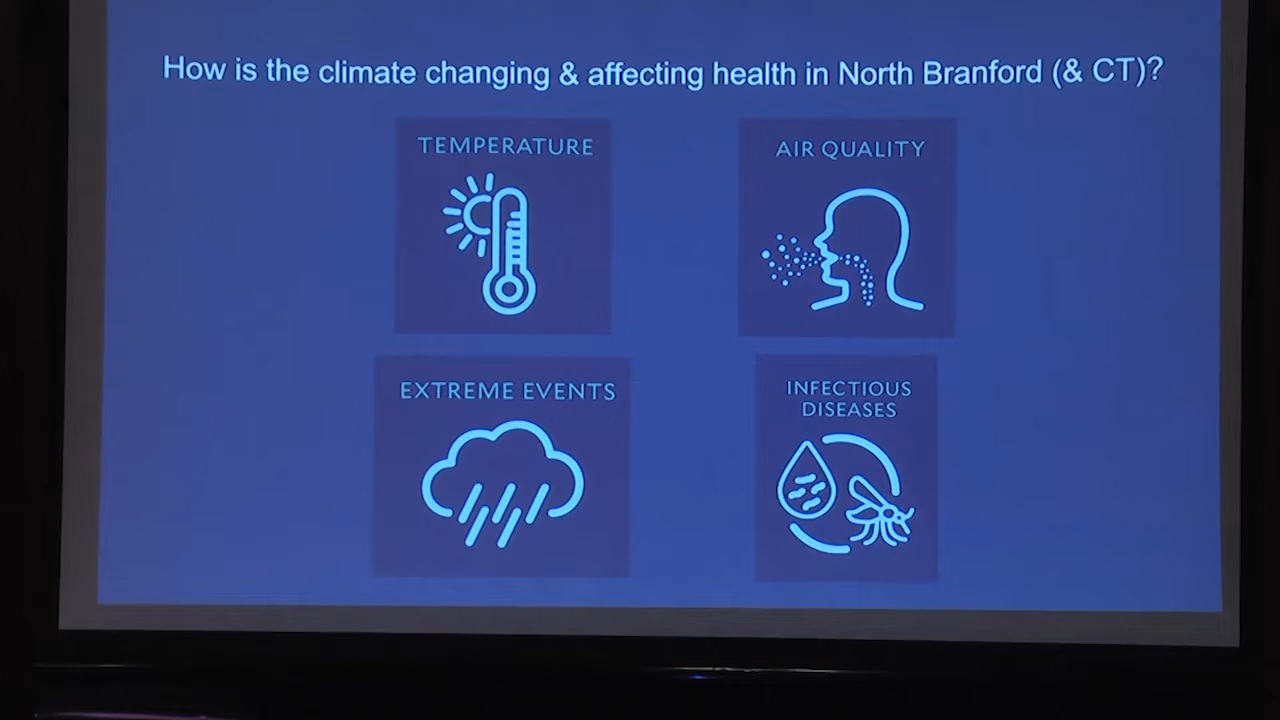 How is the climate changing & affecting health in North Branford (& CT)?
TEMPERATURE
AIR QUALITY
EXTREME EVENTS
INFECTIOUS
DISEASES